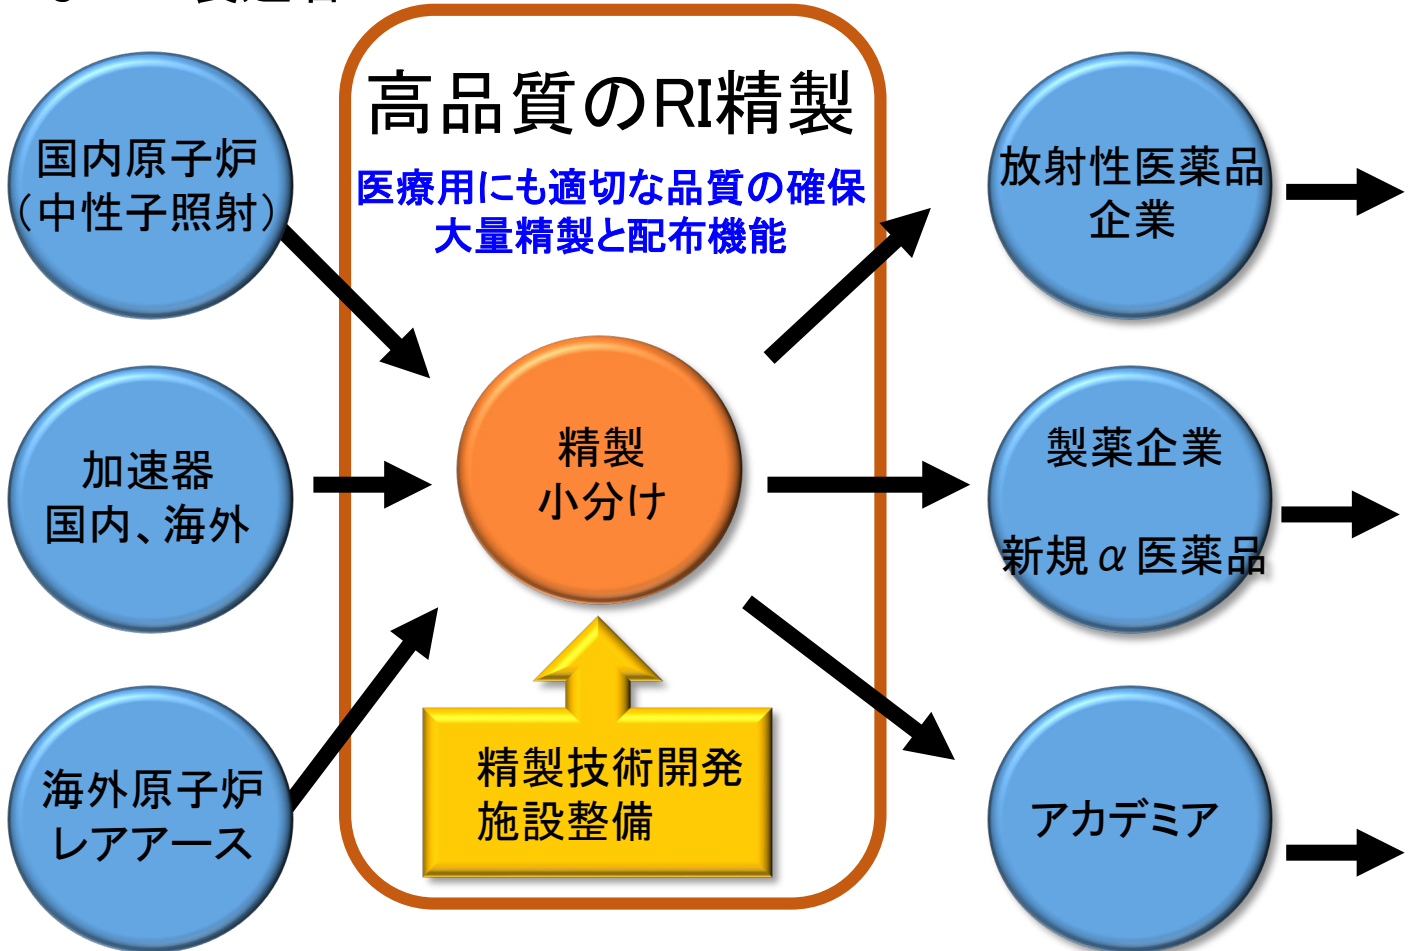 国内原子炉
(中性子照射)
加速器
国内、海外
海外原子炉
レアアース
高品質のRI精製
医療用にも適切な品質の確保
大量精製と配布機能
精製
小分け
精製技術開発
施設整備
放射性医薬品
企業
製薬企業
新規α医薬品
アカデミア